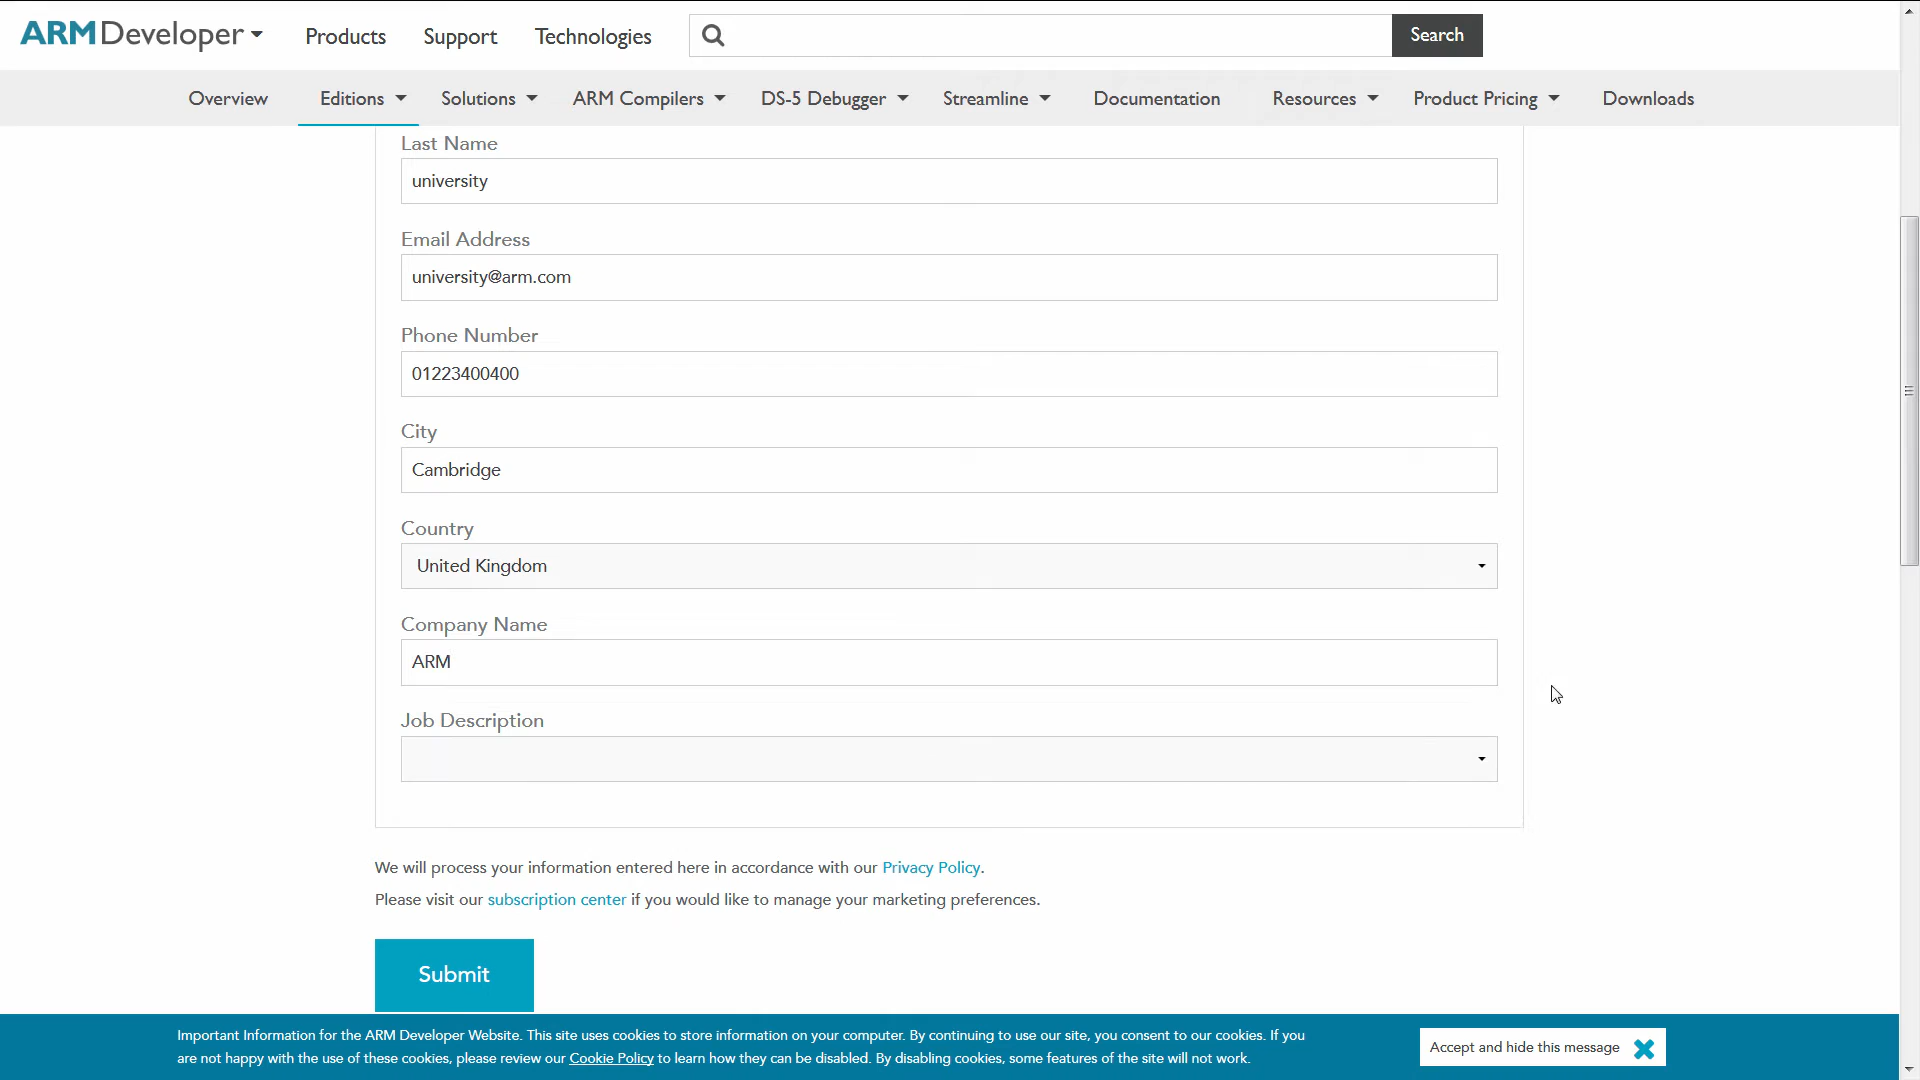 ARMDeveloper Products Support Technologies Search
Overview Editions Solutions ARM Compilers DS-5 Debugger Streamline Documentation Resources Product Pricing Downloads
Last Name
university
Email Address
university@arm.com
Phone Number
01223400400
City
Cambridge
Country
United Kingdom
Company Name
ARM
Job Description
We will process your information entered here in accordance with our Privacy Policy.
Please visit our subscription center if you would like to manage your marketing preferences.
Submit
Important Information for the ARM Developer Website. This site uses cookies to store information on your computer. By continuing to use our site, you consent to our cookies. If you
are not happy with the use of these cookies, please review our Cookie Policy to learn how they can be disabled. By disabling cookies, some features of the site will not work.
Accept and hide this message